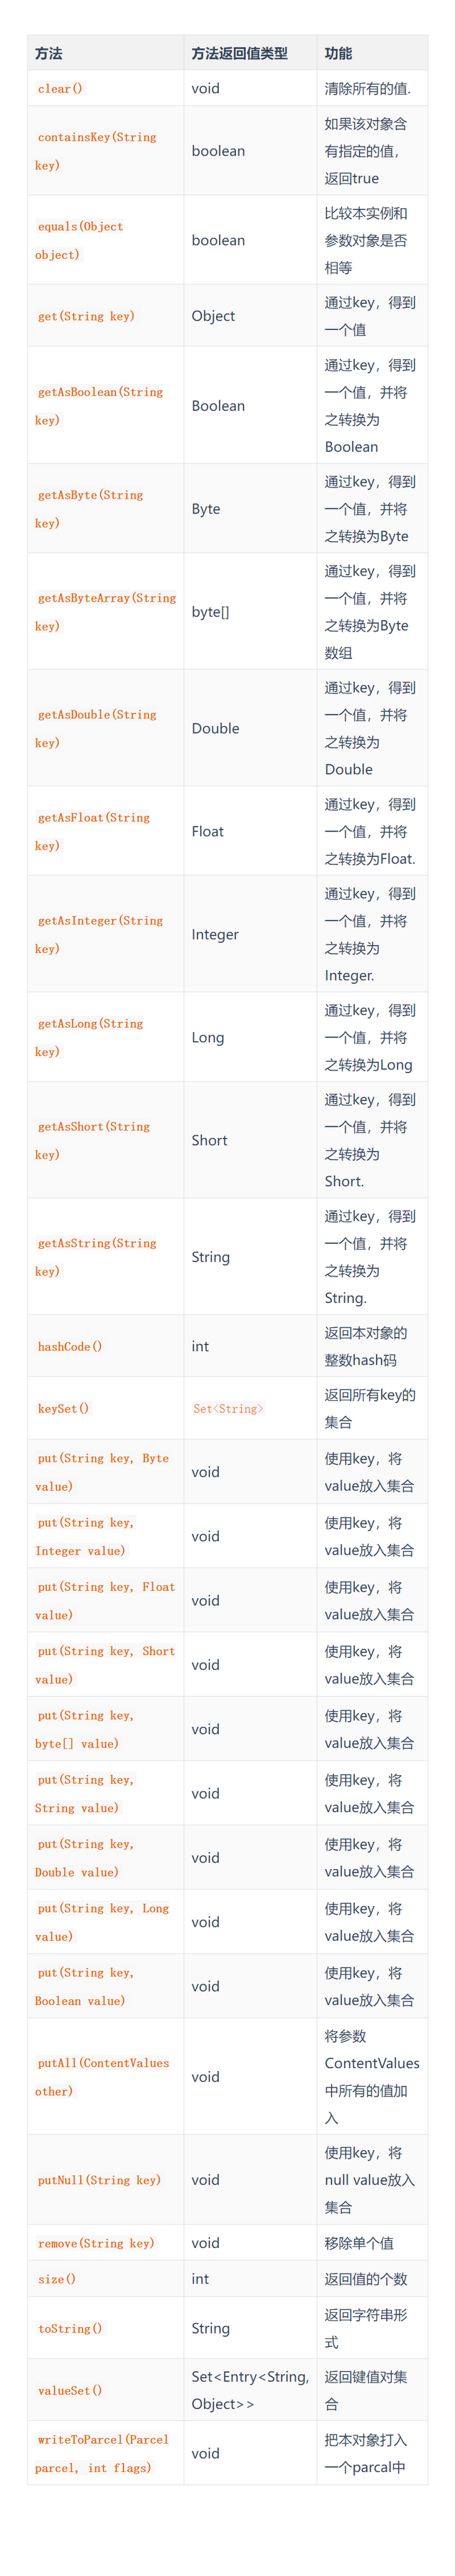 方法 方法返回值类型 功能
clear() void 清除所有的值.
containsKey(String key) boolean 如果该对象含有指定的值，返回true
equals(Object object) boolean 比较本实例和参数对象是否相等
get(String key) Object 通过key，得到一个值
getAsBoolean(String key) Boolean 通过key，得到一个值，并将之转换为Boolean
getAsByte(String key) Byte 通过key，得到一个值，并将之转换为Byte
getAsByteArray(String key) byte[] 通过key，得到一个值，并将之转换为Byte数组
getAsDouble(String key) Double 通过key，得到一个值，并将之转换为Double
getAsFloat(String key) Float 通过key，得到一个值，并将之转换为Float.
getAsInteger(String key) Integer 通过key，得到一个值，并将之转换为Integer.
getAsLong(String key) Long 通过key，得到一个值，并将之转换为Long
getAsShort(String key) Short 通过key，得到一个值，并将之转换为Short.
getAsString(String key) String 通过key，得到一个值，并将之转换为String.
hashCode() int 返回本对象的整数hash码
keySet() Set<String> 返回所有key的集合
put(String key, Byte value) void 使用key，将value放入集合
put(String key, Integer value) void 使用key，将value放入集合
put(String key, Float value) void 使用key，将value放入集合
put(String key, Short value) void 使用key，将value放入集合
put(String key, byte[] value) void 使用key，将value放入集合
put(String key, String value) void 使用key，将value放入集合
put(String key, Double value) void 使用key，将value放入集合
put(String key, Long value) void 使用key，将value放入集合
put(String key, Boolean value) void 使用key，将value放入集合
putAll(ContentValues other) void 将参数ContentValues中所有的值加入
putNull(String key) void 使用key，将null value放入集合
remove(String key) void 移除单个值
size() int 返回值的个数
toString() String 返回字符串形式
valueSet() Set<Entry<String, Object>> 返回键值对集合
writeToParcel(Parcel parcel, int flags) void 把本对象打入一个parcal中